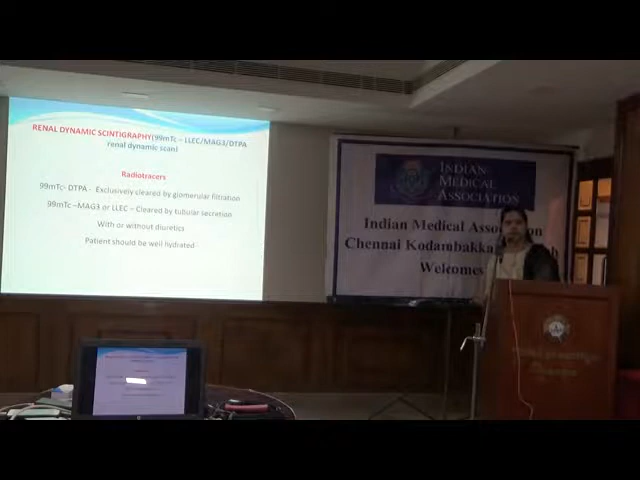 RENAL DYNAMIC SCINTIGRAPHY(99mTc – LLEC/MAG3/DTPA
renal dynamic scan)
Radiotracers
99mTc- DTPA - Exclusively cleared by glomerular filtration
99mTc –MAG3 or LLEC – Cleared by tubular secretion
With or without diuretics
Patient should be well hydrated
INDIAN
MEDICAL
ASSOCIATION
Indian Medical
Chennai Kodambakka
Welcomes